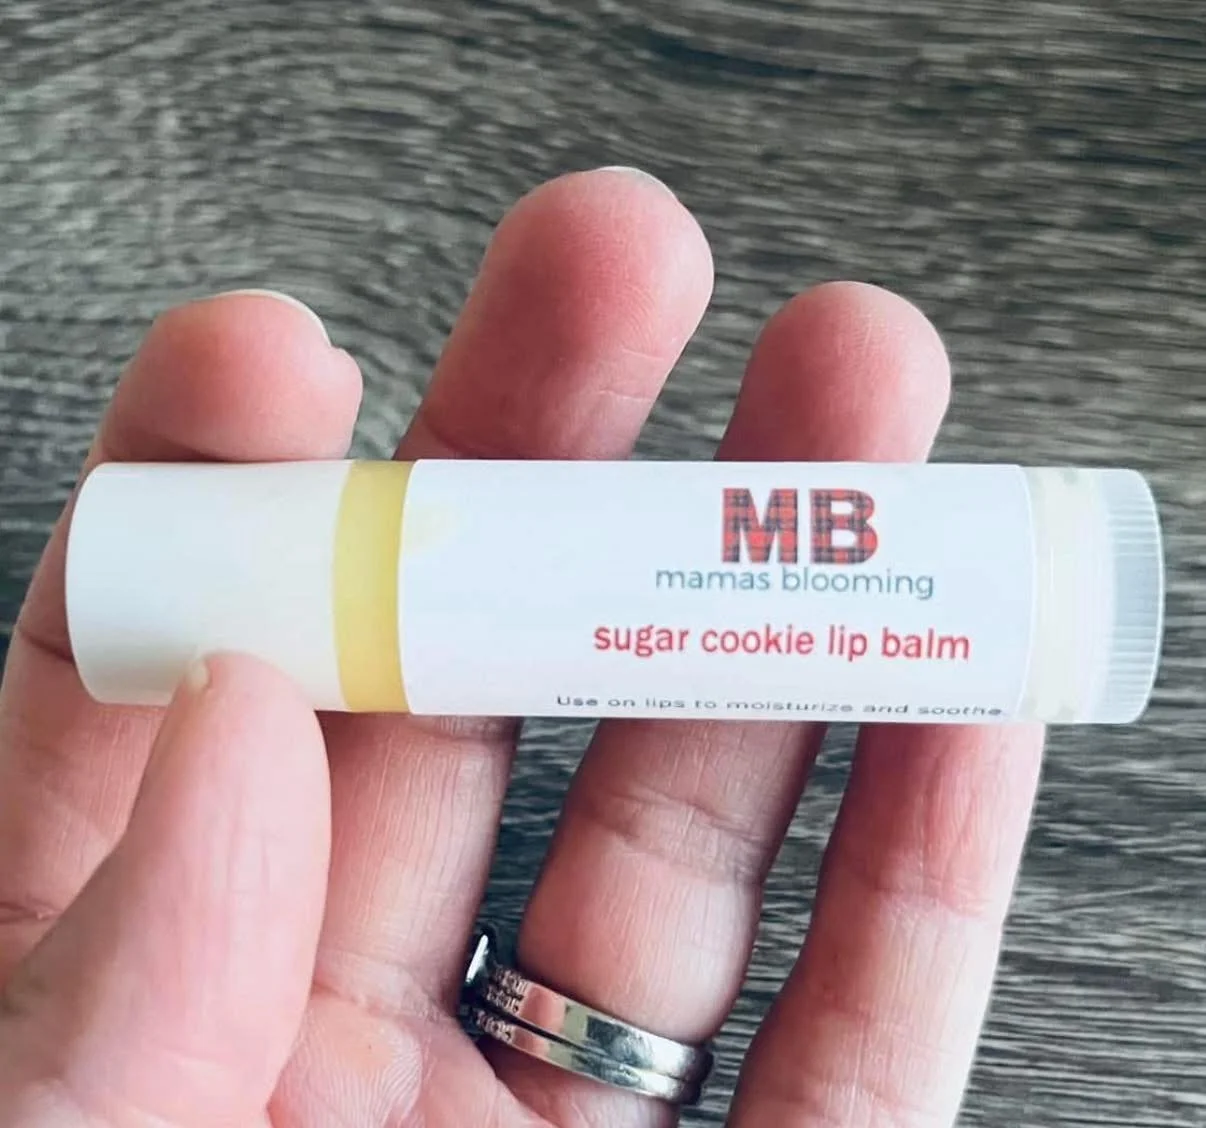 MB
mamas blooming
sugar cookie lip balm
Use on lips to moisturize and soothe